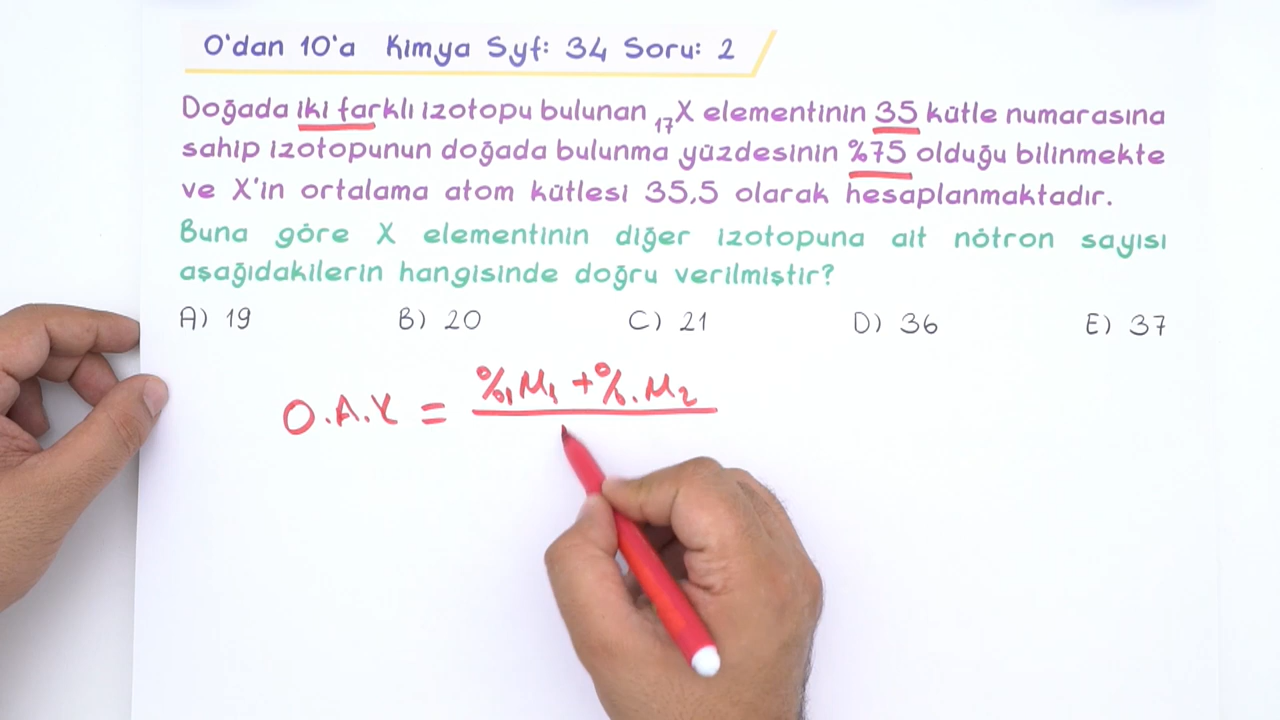 0'dan 10'a Kimya Syf: 34 Soru: 2
Doğada iki farklı izotopu bulunan ₁₇X elementinin 35 kütle numarasına
sahip izotopunun doğada bulunma yüzdesinin %75 olduğu bilinmekte
ve X'in ortalama atom kütlesi 35,5 olarak hesaplanmaktadır.
Buna göre X elementinin diğer izotopuna ait nötron sayısı
aşağıdakilerin hangisinde doğru verilmiştir?
A) 19 B) 20 C) 21 D) 36 E) 37
O.A.K = %₁M₁ + %.M₂